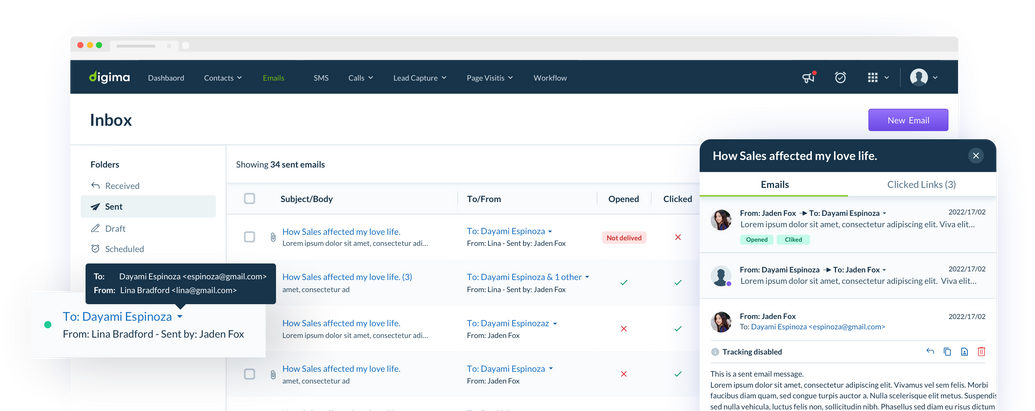 digima
Dashbaord
Contacts
Emails
SMS
Calls
Lead Capture
Page Visitis
Workflow
Inbox
New Email
Folders
Received
Sent
Draft
Scheduled
Showing 34 sent emails
Subject/Body
To/From
Opened
Clicked
How Sales affected my love life.
Lorem ipsum dolor sit amet, consectetur adi...
To: Dayami Espinoza
From: Lina - Sent by: Jaden Fox
Not delived
How Sales affected my love life. (3)
amet, consectetur ad
To: Dayami Espinoza & 1 other
From: Lina - Sent by: Jaden Fox
How Sales affected my love life.
Lorem ipsum dolor sit amet, consectetur adi...
To: Dayami Espinozaz
From: Jaden Fox
How Sales affected my love life.
amet, consectetur ad
To: Dayami Espinoza
From: Jaden Fox
To: Dayami Espinoza <espinoza@gmail.com>
From: Lina Bradford <lina@gmail.com>
To: Dayami Espinoza
From: Lina Bradford - Sent by: Jaden Fox
How Sales affected my love life.
Emails
Clicked Links (3)
From: Jaden Fox To: Dayami Espinoza
2022/17/02
Lorem ipsum dolor sit amet, consectetur adipiscing elit. Viva elit...
Opened
Cliked
From: Dayami Espinoza To: Jaden Fox
2022/17/02
Lorem ipsum dolor sit amet, consectetur adipiscing elit. Viva elit...
From: Jaden Fox
2022/17/02
To: Dayami Espinoza <espinoza@gmail.com>
Tracking disabled
This is a sent email message.
Lorem ipsum dolor sit amet, consectetur adipiscing elit. Vivamus vel sem felis. Morbi
faucibus diam quam, sed congue turpis auctor a. Nulla scelerisque elit metus. Suspendis
sed nulla vehicula, luctus felis non, sollicitudin nibh. Phasellus sed diam eu risus dictum